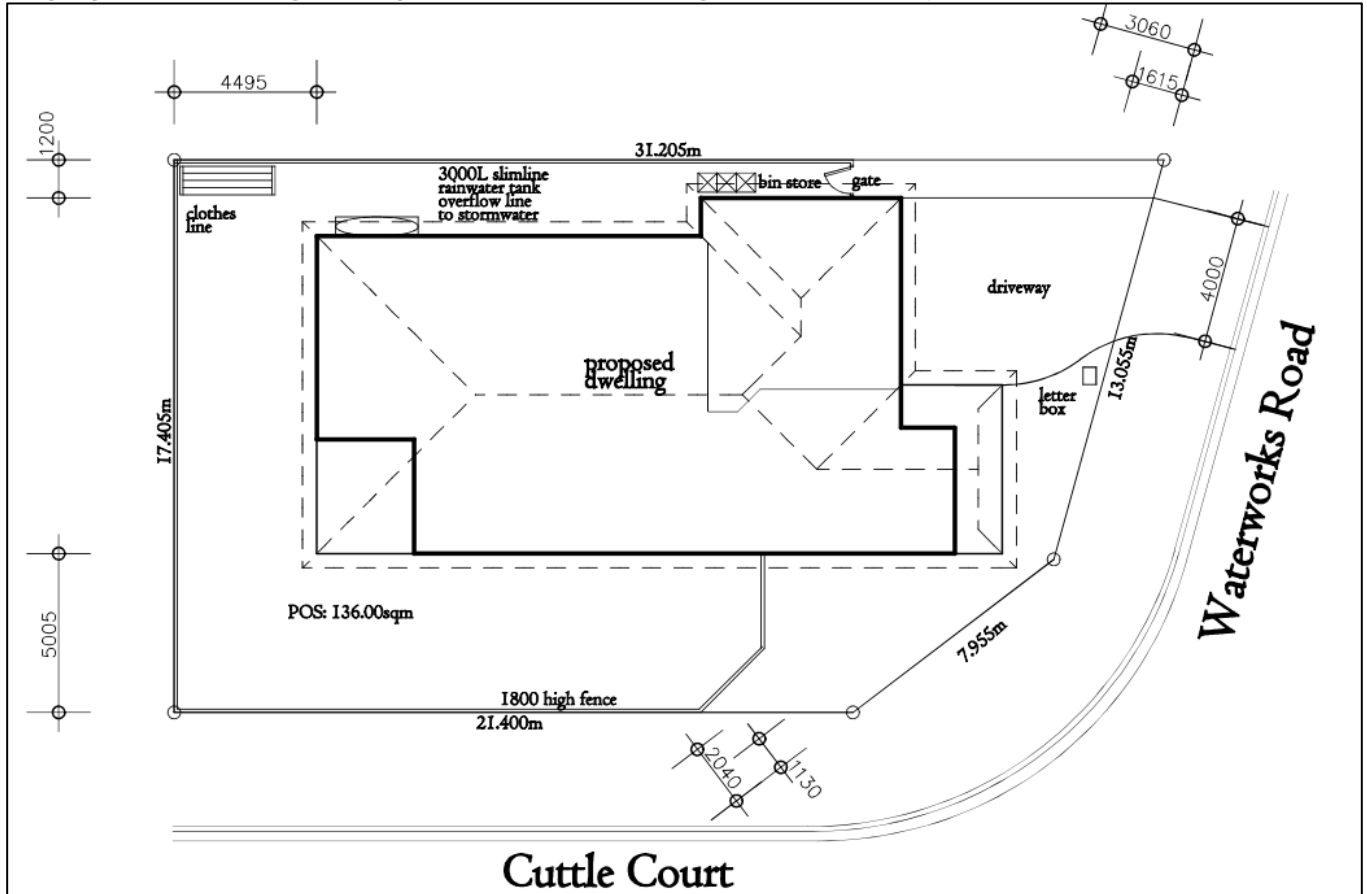 3060
1615
4495
1200
31.205m
3000L slimline
rainwater tank
overflow line
to stormwater
bin store
gate
clothes
line
driveway
4000
proposed
dwelling
letter
box
13.055m
17.405m
Waterworks Road
5005
POS: 136.00sqm
7.955m
1800 high fence
21.400m
2040
1130
Cuttle Court